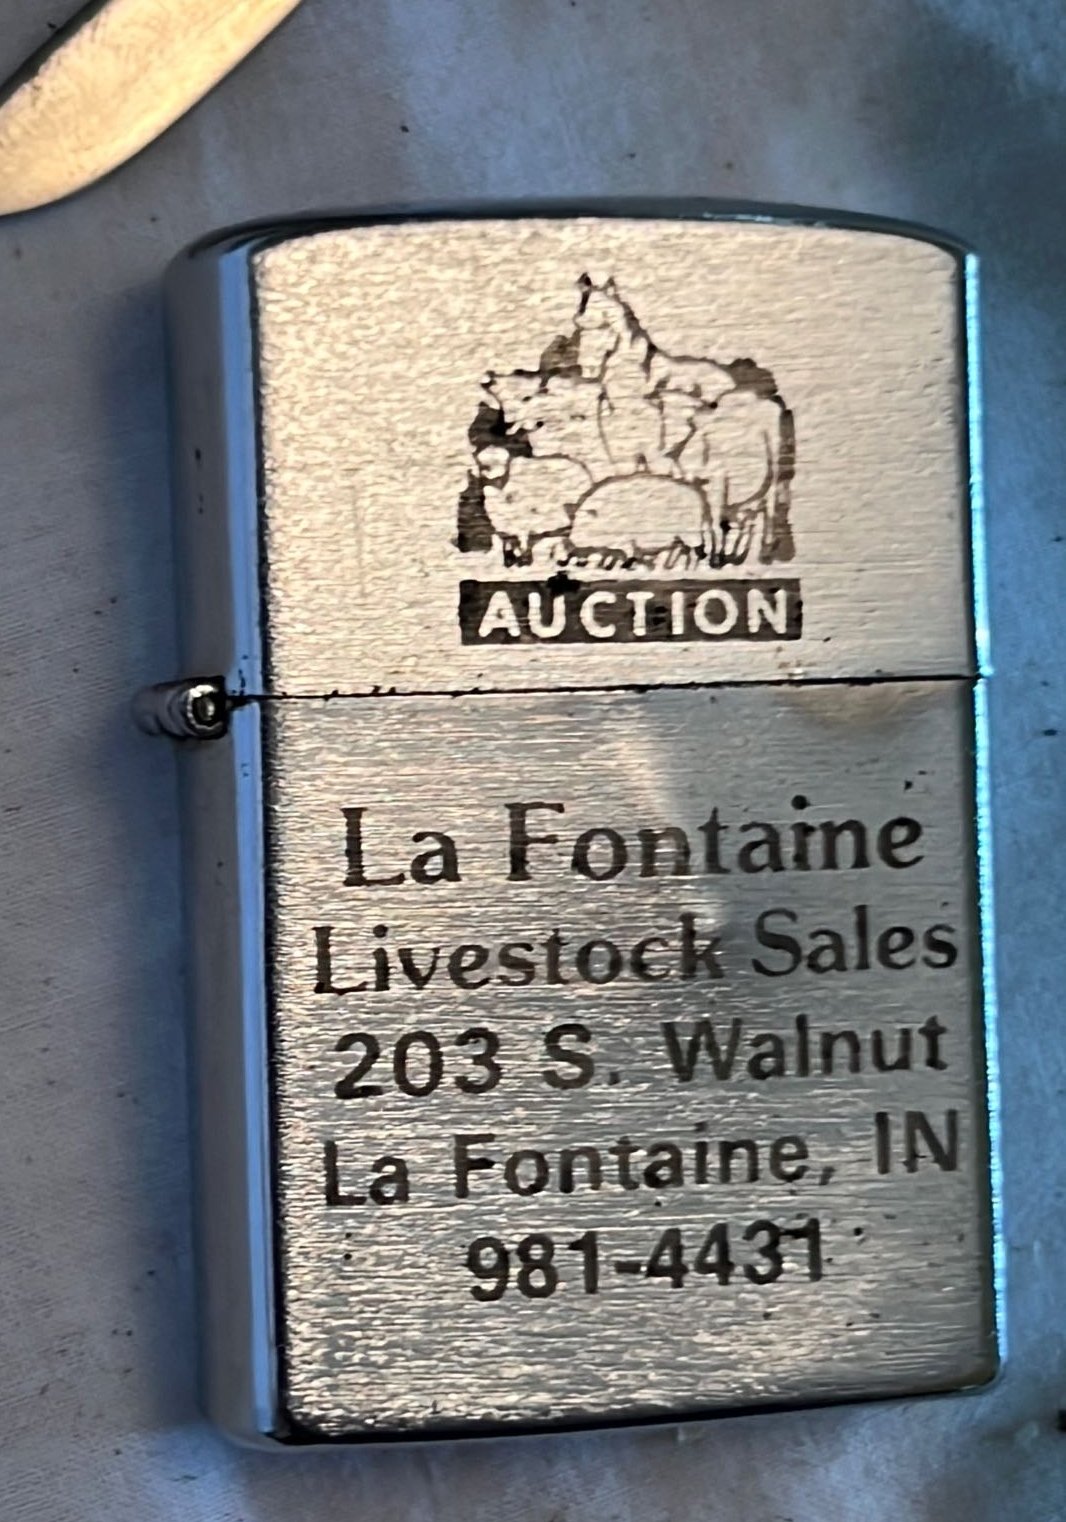 AUCTION
La Fontaine
Livestock Sales
203 S. Walnut
La Fontaine, IN
981-4431